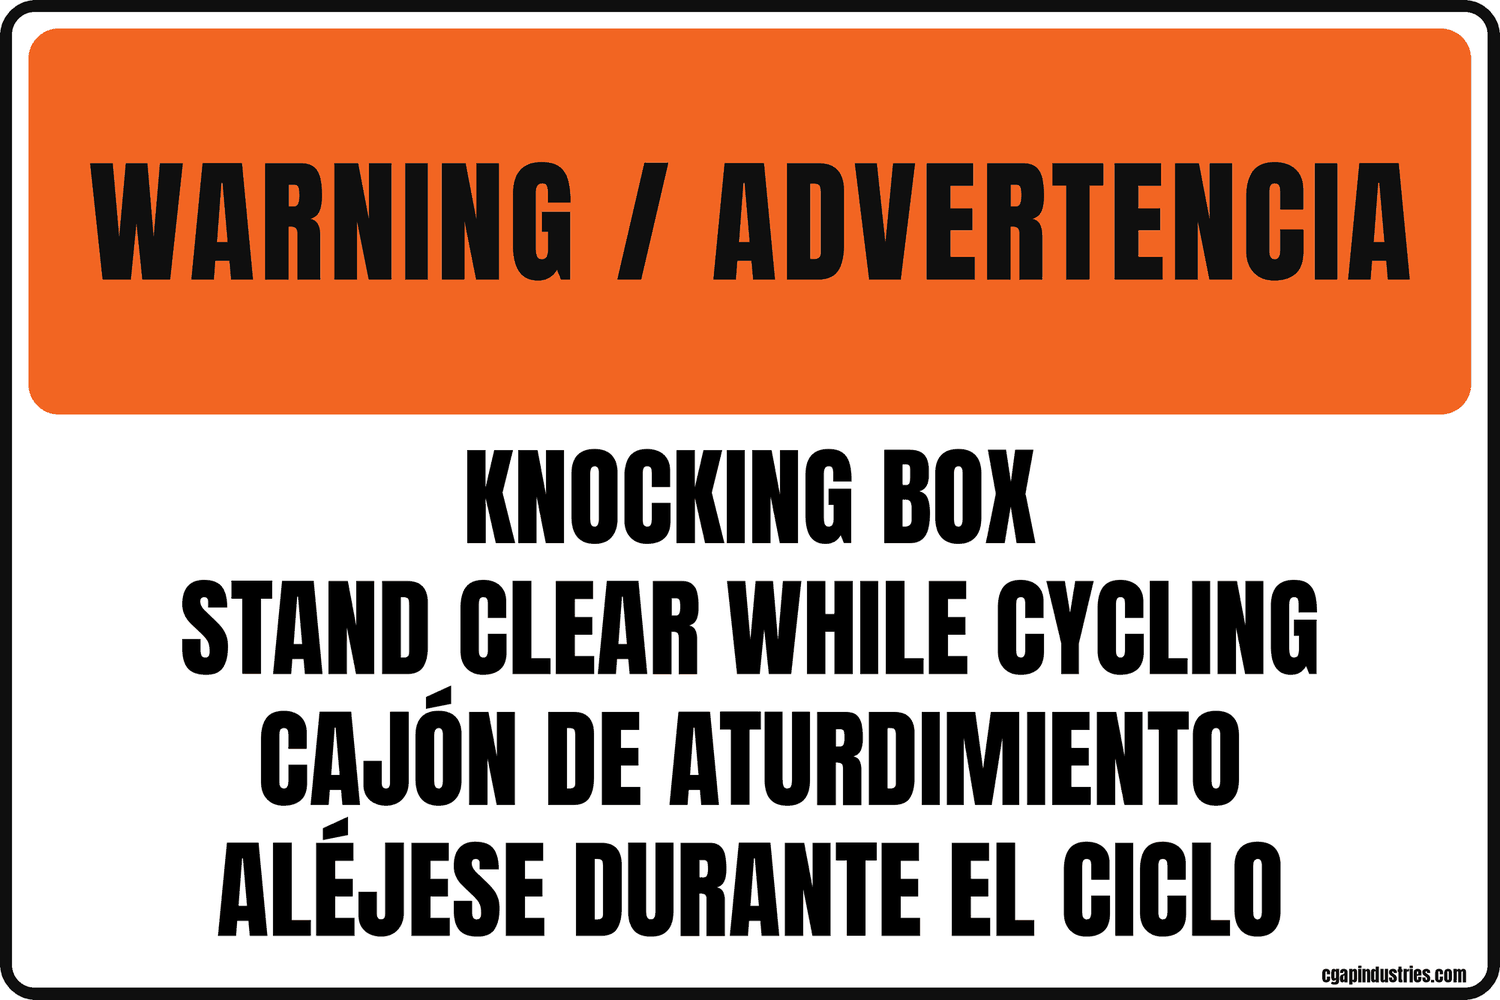 WARNING / ADVERTENCIA
KNOCKING BOX
STAND CLEAR WHILE CYCLING
CAJÓN DE ATURDIMIENTO
ALÉJESE DURANTE EL CICLO
cgapindustries.com